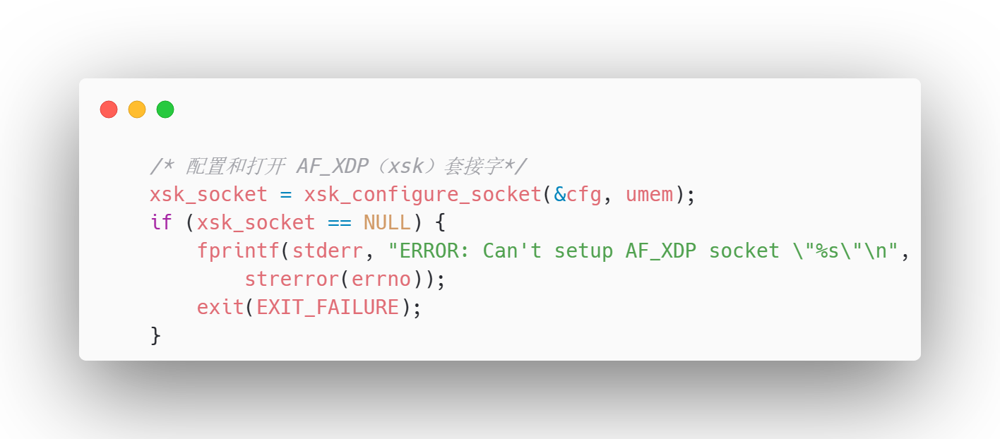 /* 配置和打开 AF_XDP（xsk）套接字*/
xsk_socket = xsk_configure_socket(&cfg, umem);
if (xsk_socket == NULL) {
    fprintf(stderr, "ERROR: Can't setup AF_XDP socket \"%s\"\n",
        strerror(errno));
    exit(EXIT_FAILURE);
}